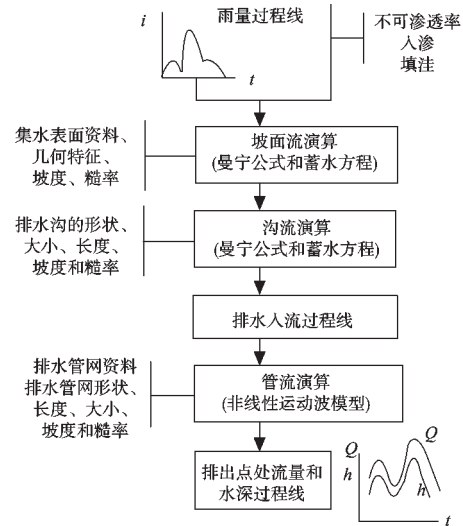 i
雨量过程线
t
不可渗透率
入渗
填洼
集水表面资料、
几何特征、
坡度、糙率
坡面流演算
(曼宁公式和蓄水方程)
排水沟的形状、
大小、长度、
坡度和糙率
沟流演算
(曼宁公式和蓄水方程)
排水入流过程线
排水管网资料
排水管网形状、
长度、大小、
坡度和糙率
管流演算
(非线性运动波模型)
排出点处流量和
水深过程线
Q
h
Q
h
t